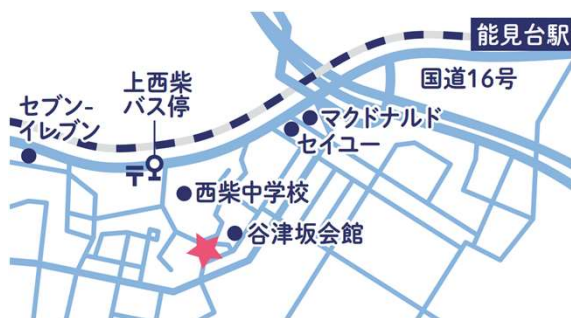 能見台駅
国道16号
上西柴
バス停
セブン-
イレブン
マクドナルド
セイユー
西柴中学校
谷津坂会館